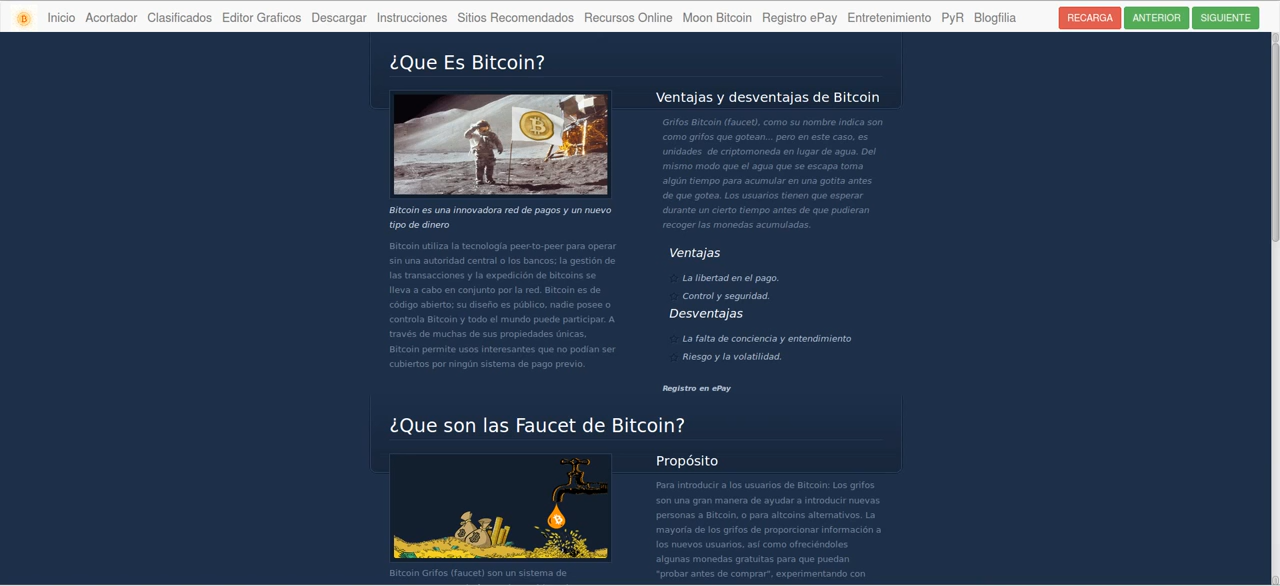 Inicio Acortador Clasificados Editor Graficos Descargar Instrucciones Sitios Recomendados Recursos Online Moon Bitcoin Registro ePay Entretenimiento PyR Blogfilia RECARGA ANTERIOR SIGUIENTE
¿Que Es Bitcoin?
Bitcoin es una innovadora red de pagos y un nuevo
tipo de dinero
Bitcoin utiliza la tecnología peer-to-peer para operar
sin una autoridad central o los bancos; la gestión de
las transacciones y la expedición de bitcoins se
lleva a cabo en conjunto por la red. Bitcoin es de
código abierto; su diseño es público, nadie posee o
controla Bitcoin y todo el mundo puede participar. A
través de muchas de sus propiedades únicas,
Bitcoin permite usos interesantes que no podían ser
cubiertos por ningún sistema de pago previo.
Ventajas y desventajas de Bitcoin
Grifos Bitcoin (faucet), como su nombre indica son
como grifos que gotean... pero en este caso, es
unidades de criptomoneda en lugar de agua. Del
mismo modo que el agua que se escapa toma
algún tiempo para acumular en una gotita antes
de que gotea. Los usuarios tienen que esperar
durante un cierto tiempo antes de que pudieran
recoger las monedas acumuladas.
Ventajas
La libertad en el pago.
Control y seguridad.
Desventajas
La falta de conciencia y entendimiento
Riesgo y la volatilidad.
Registro en ePay
¿Que son las Faucet de Bitcoin?
Bitcoin Grifos (faucet) son un sistema de
Propósito
Para introducir a los usuarios de Bitcoin: Los grifos
son una gran manera de ayudar a introducir nuevas
personas a Bitcoin, o para altcoins alternativos. La
mayoría de los grifos de proporcionar información a
los nuevos usuarios, así como ofreciéndoles
algunas monedas gratuitas para que puedan
"probar antes de comprar", experimentando con